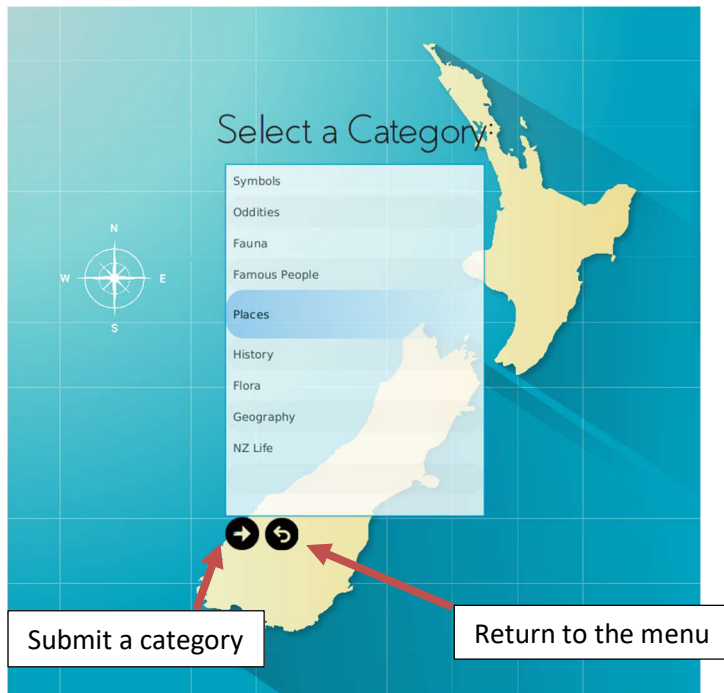 Select a Category:
Symbols
Oddities
Fauna
Famous People
Places
History
Flora
Geography
NZ Life
N
W
E
S
Submit a category
Return to the menu